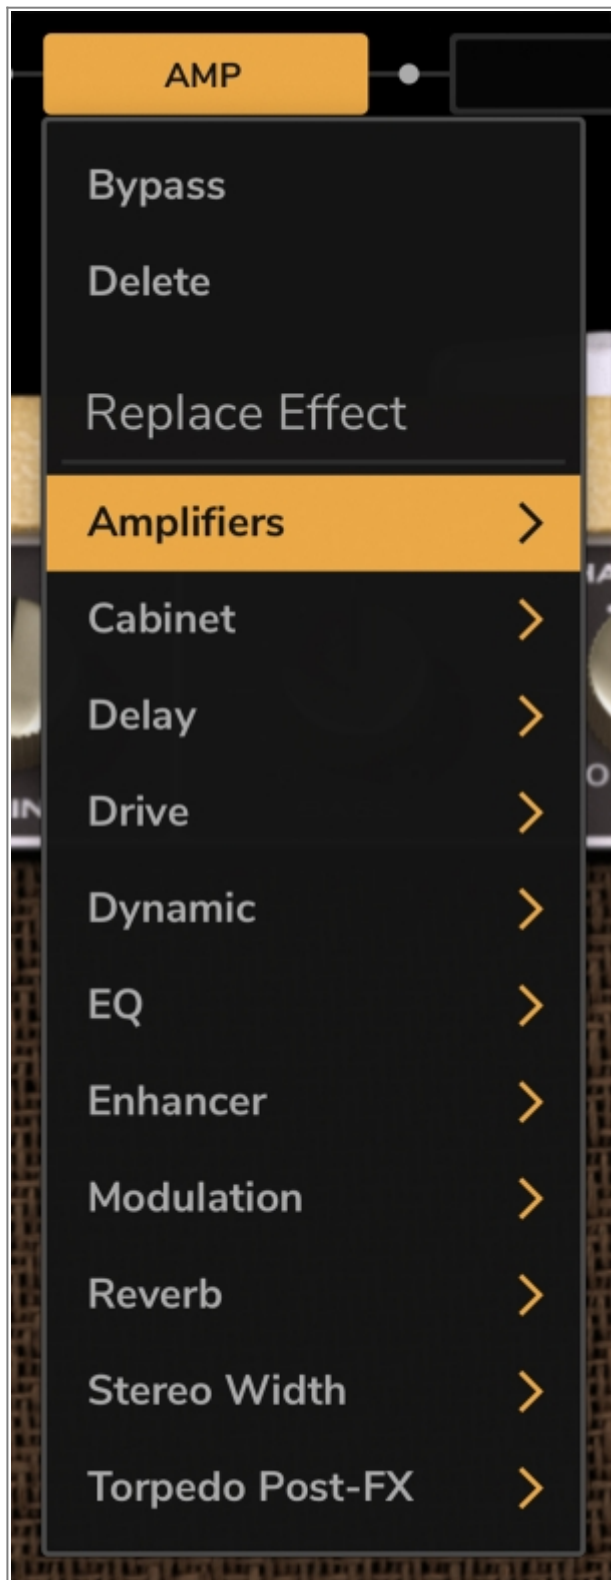 AMP
Bypass
Delete
Replace Effect
Amplifiers
Cabinet
Delay
Drive
Dynamic
EQ
Enhancer
Modulation
Reverb
Stereo Width
Torpedo Post-FX